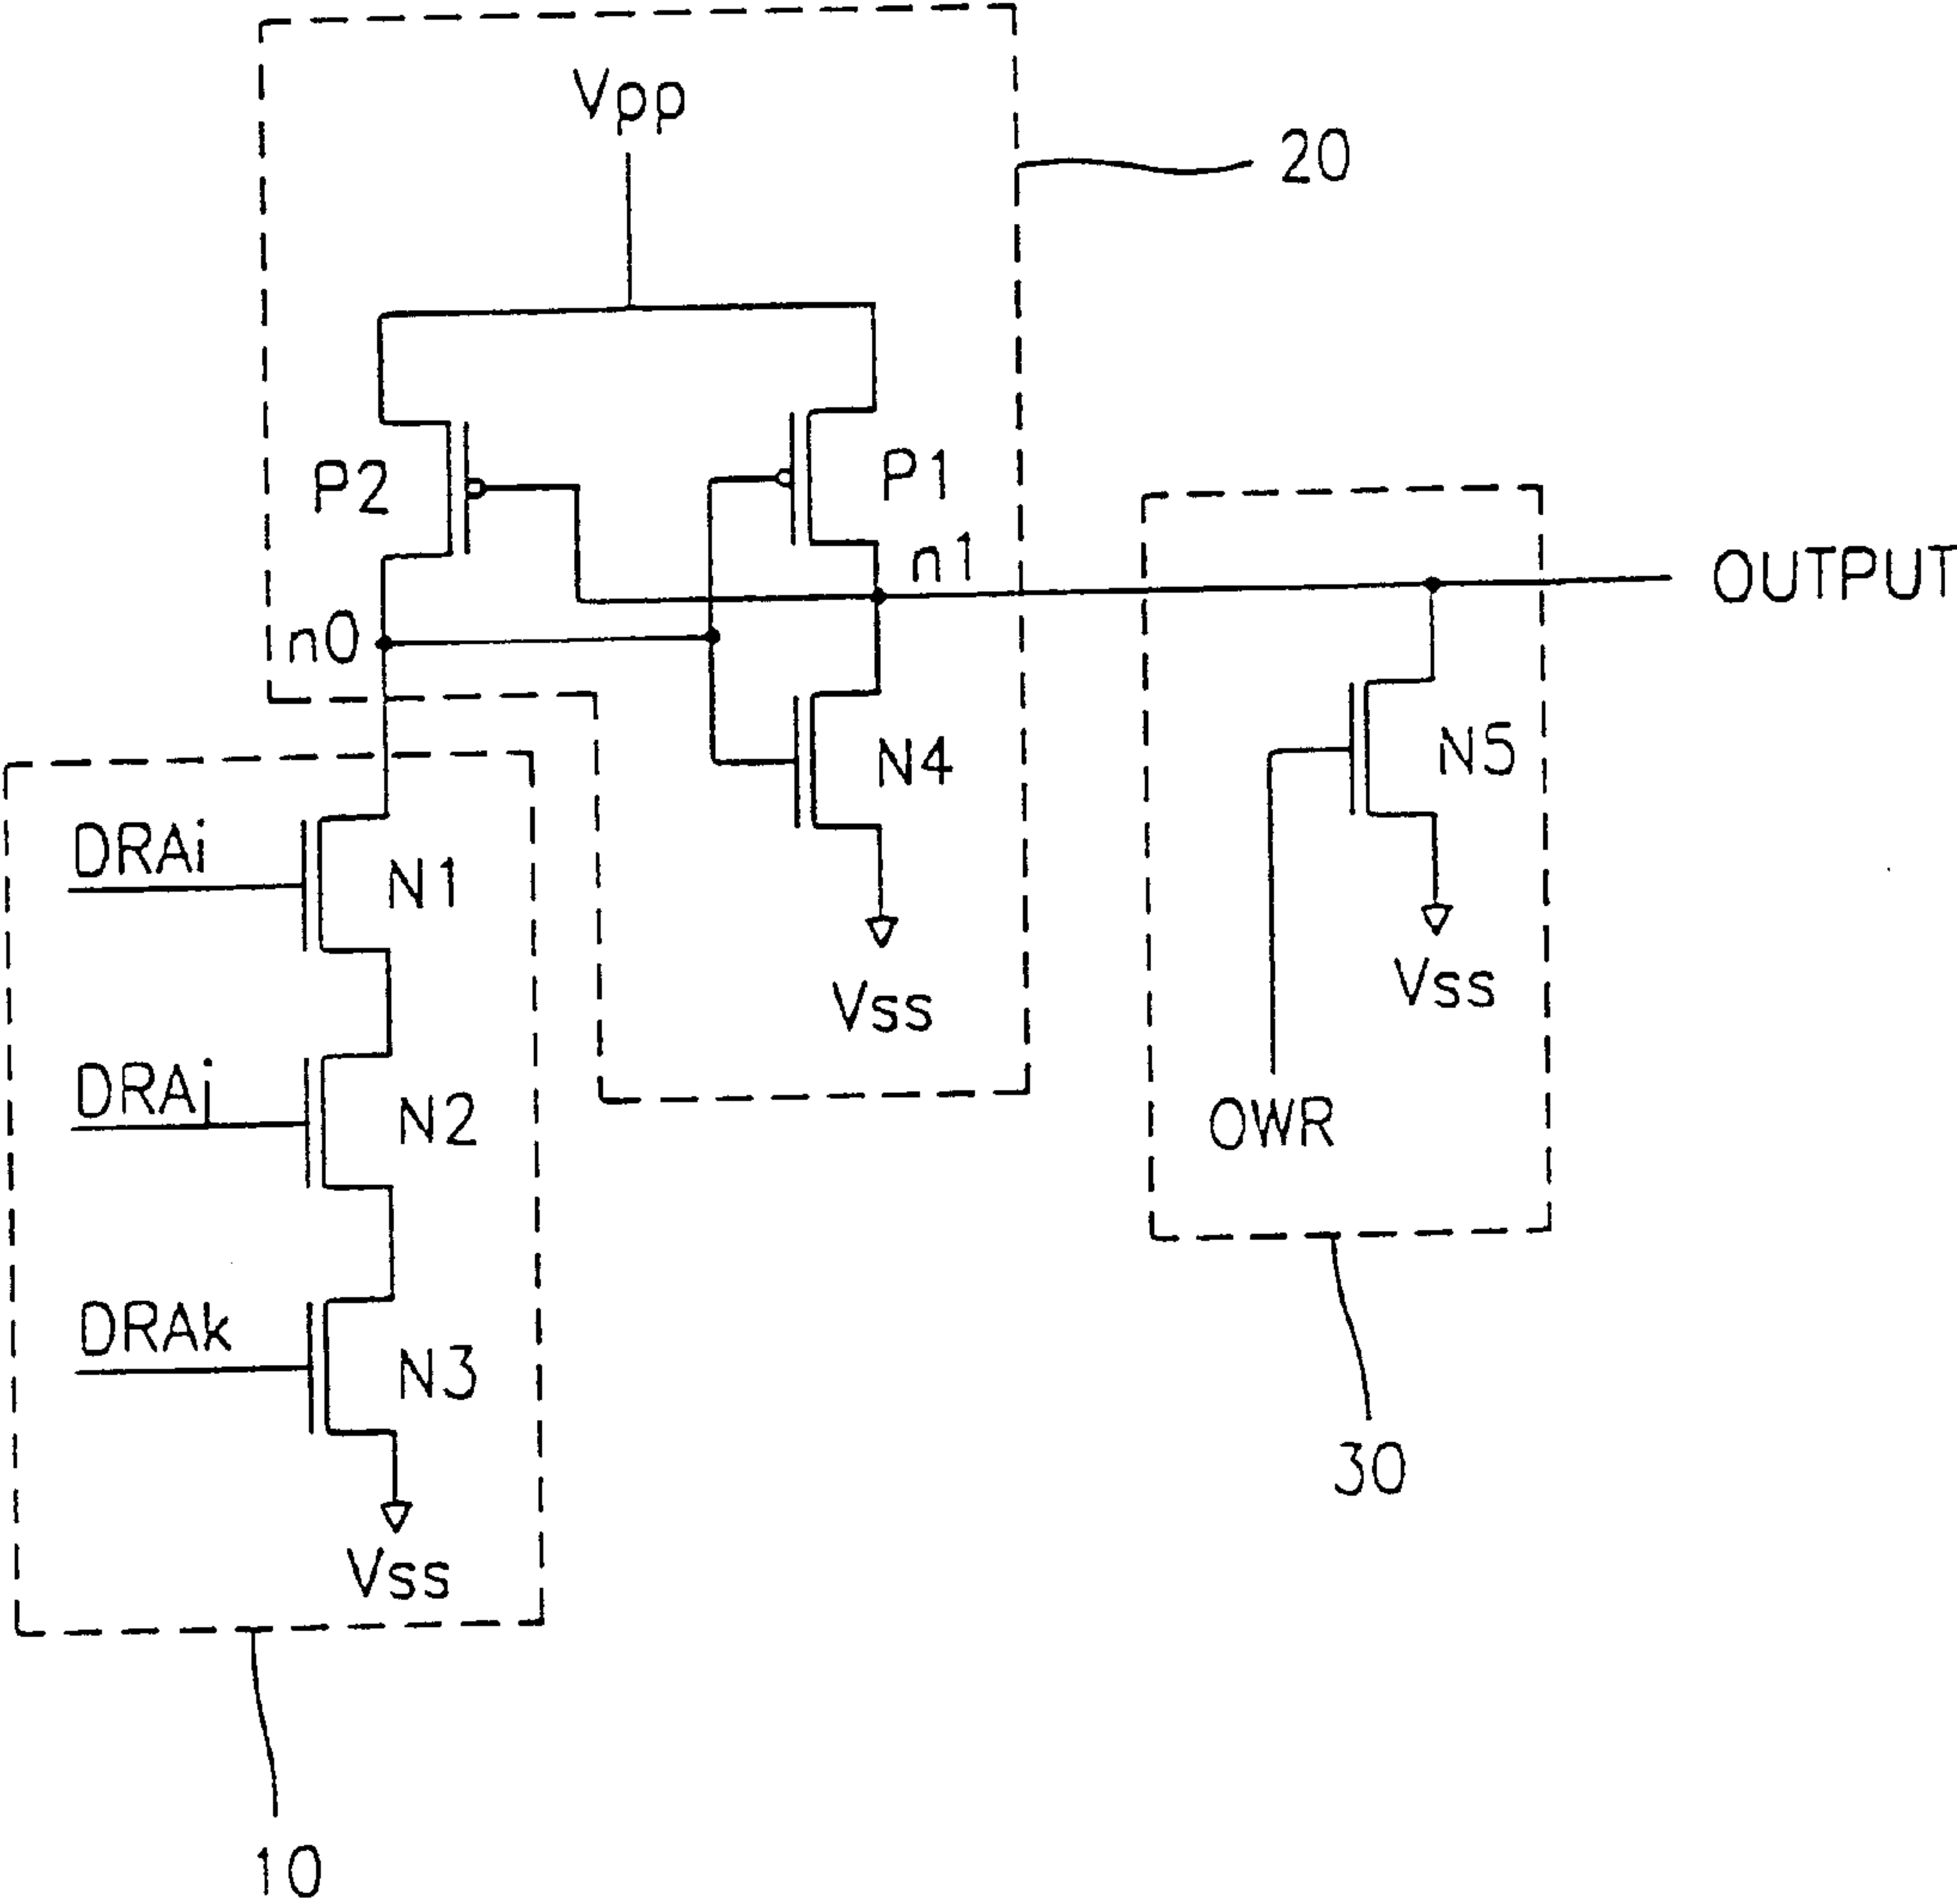 Vpp
20
P2
P1
n1
OUTPUT
n0
N4
N5
DRAi
N1
Vss
Vss
DRAj
N2
OWR
DRAk
N3
30
Vss
10